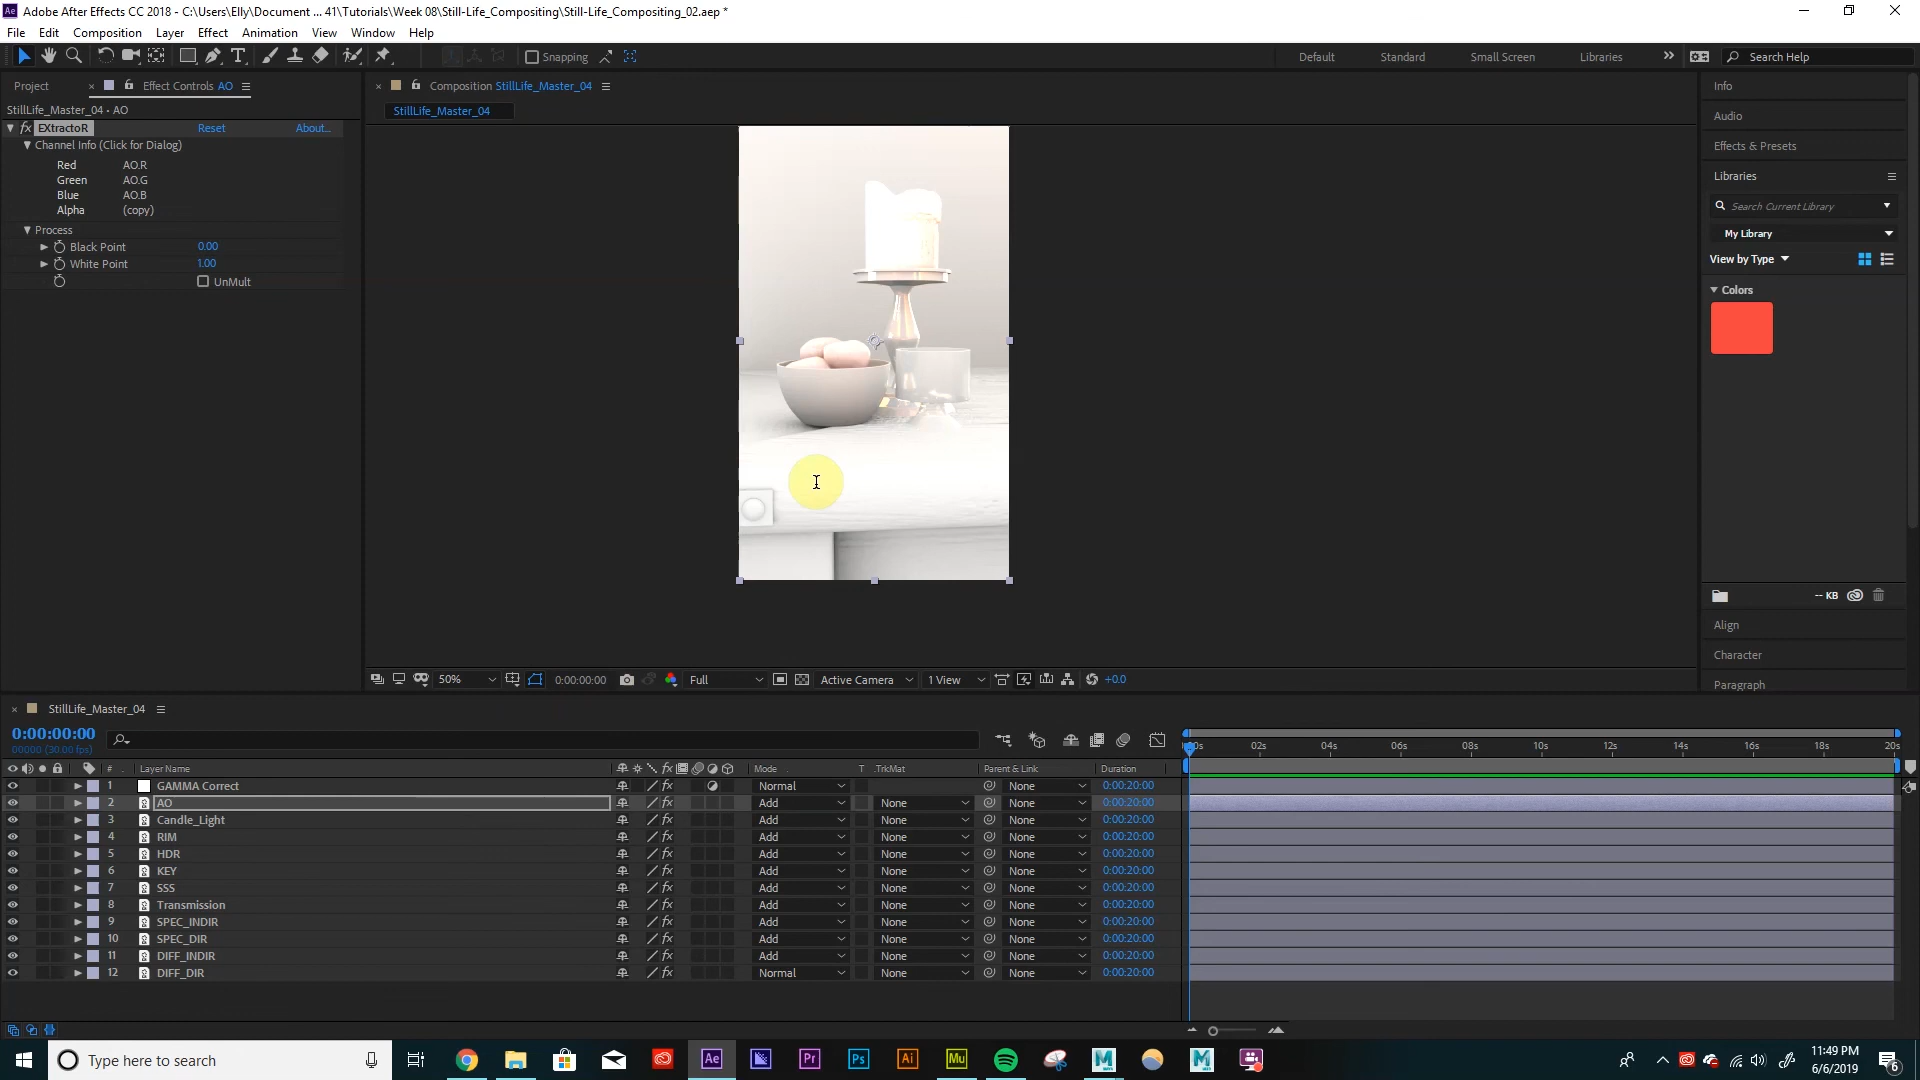 Adobe After Effects CC 2018 - C:\Users\Elly\Document ... 41\Tutorials\Week 08\Still-Life_Compositing\Still-Life_Compositing_02.aep *
File Edit Composition Layer Effect Animation View Window Help
Snapping Default Standard Small Screen Libraries Search Help
Project Effect Controls AO Composition StillLife_Master_04 Info
StillLife_Master_04 • AO StillLife_Master_04
EXtractoR Reset About...
Channel Info (Click for Dialog)
Red AO.R
Green AO.G
Blue AO.B
Alpha (copy)
Process
Black Point 0.00
White Point 1.00
UnMult
Audio
Effects & Presets
Libraries
Search Current Library
My Library
View by Type
Colors
-- KB
Align
Character
Paragraph
50% 0:00:00:00 Full Active Camera 1 View +0.0
StillLife_Master_04
0:00:00:00
00000 (30.00 fps)
02s 04s 06s 08s 10s 12s 14s 16s 18s 20s
# Layer Name Mode T .TrkMat Parent & Link Duration
1 GAMMA Correct Normal None 0:00:20:00
2 AO Add None None 0:00:20:00
3 Candle_Light Add None None 0:00:20:00
4 RIM Add None None 0:00:20:00
5 HDR Add None None 0:00:20:00
6 KEY Add None None 0:00:20:00
7 SSS Add None None 0:00:20:00
8 Transmission Add None None 0:00:20:00
9 SPEC_INDIR Add None None 0:00:20:00
10 SPEC_DIR Add None None 0:00:20:00
11 DIFF_INDIR Add None None 0:00:20:00
12 DIFF_DIR Normal None None 0:00:20:00
Type here to search
11:49 PM
6/6/2019